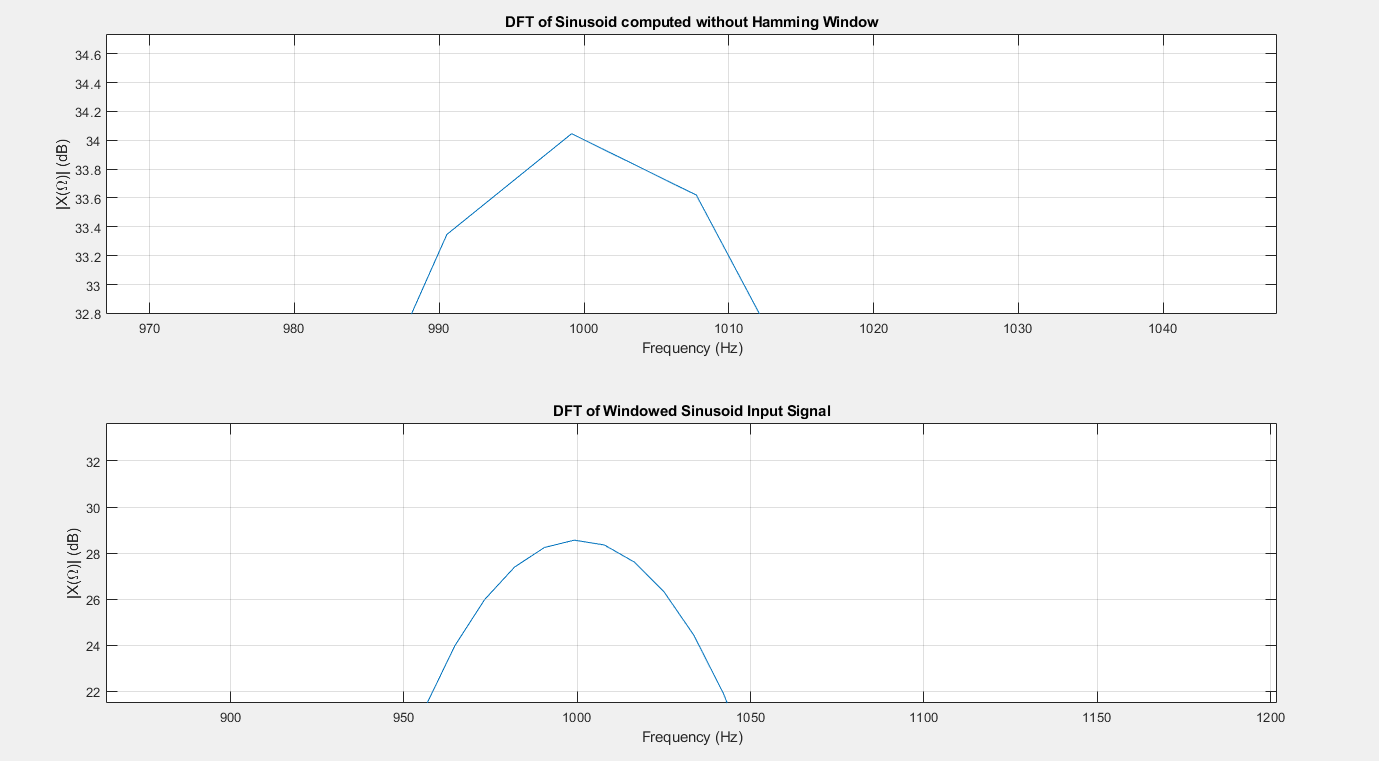 DFT of Sinusoid computed without Hamming Window
34.6
34.4
34.2
34
33.8
33.6
33.4
33.2
33
32.8
|X(Ω)| (dB)
970 980 990 1000 1010 1020 1030 1040
Frequency (Hz)
DFT of Windowed Sinusoid Input Signal
32
30
28
26
24
22
|X(Ω)| (dB)
900 950 1000 1050 1100 1150 1200
Frequency (Hz)